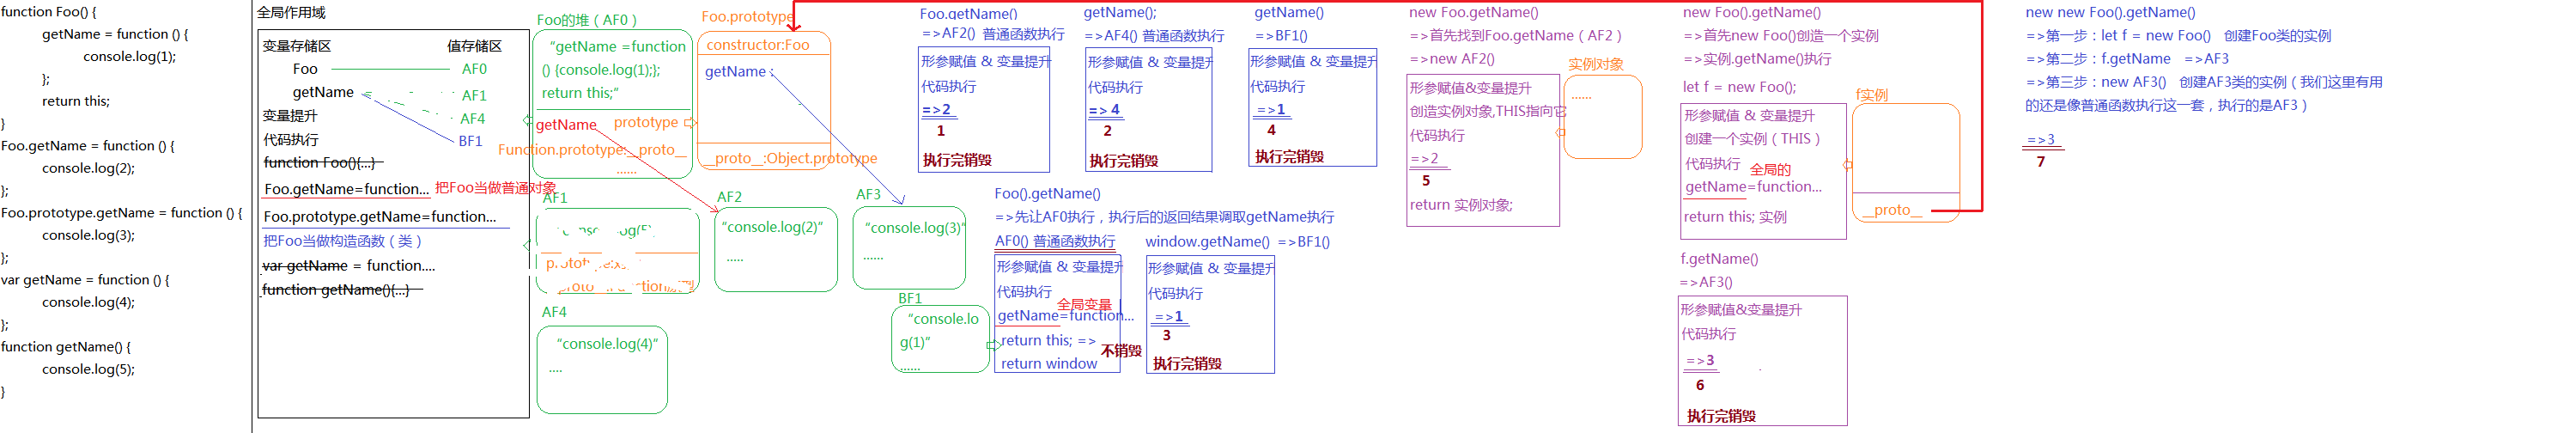 function Foo() {
getName = function () {
console.log(1);
};
return this;
}
Foo.getName = function () {
console.log(2);
};
Foo.prototype.getName = function () {
console.log(3);
};
var getName = function () {
console.log(4);
};
function getName() {
console.log(5);
}
全局作用域
变量存储区 值存储区
Foo AF0
getName AF1
AF4
变量提升
BF1
代码执行
function Foo(){...}
Foo.getName=function... 把Foo当做普通对象
Foo.prototype.getName=function...
把Foo当做构造函数（类）
var getName = function....
function getName(){...}
Foo的堆（AF0）
“getName =function
() {console.log(1);};
return this;”
getName
prototype
Function.prototype:__proto__
......
Foo.prototype
constructor:Foo
getName :
__proto__:Object.prototype
AF1
AF2
“console.log(2)”
.....
AF3
“console.log(3)”
......
AF4
“console.log(4)”
....
BF1
“console.lo
g(1)”
......
Foo.getName()
=>AF2() 普通函数执行
形参赋值 & 变量提升
代码执行
=>2
1
执行完销毁
getName();
=>AF4() 普通函数执行
形参赋值 & 变量提升
代码执行
=>4
2
执行完销毁
getName()
=>BF1()
形参赋值 & 变量提升
代码执行
=>1
4
执行完销毁
Foo().getName()
=>先让AF0执行，执行后的返回结果调取getName执行
AF0() 普通函数执行
形参赋值 & 变量提升
代码执行
全局变量
getName=function...
return this; =>
return window
不销毁
window.getName() =>BF1()
形参赋值 & 变量提升
代码执行
=>1
3
执行完销毁
new Foo.getName()
=>首先找到Foo.getName（AF2）
=>new AF2()
形参赋值&变量提升
创造实例对象,THIS指向它
代码执行
=>2
5
return 实例对象;
实例对象
......
new Foo().getName()
=>首先new Foo()创造一个实例
=>实例.getName()执行
let f = new Foo();
形参赋值 & 变量提升
创建一个实例（THIS）
代码执行
全局的
getName=function...
return this; 实例
f实例
__proto__
f.getName()
=>AF3()
形参赋值&变量提升
代码执行
=>3
6
执行完销毁
new new Foo().getName()
=>第一步：let f = new Foo() 创建Foo类的实例
=>第二步：f.getName =>AF3
=>第三步：new AF3() 创建AF3类的实例（我们这里有用
的还是像普通函数执行这一套，执行的是AF3）
=>3
7